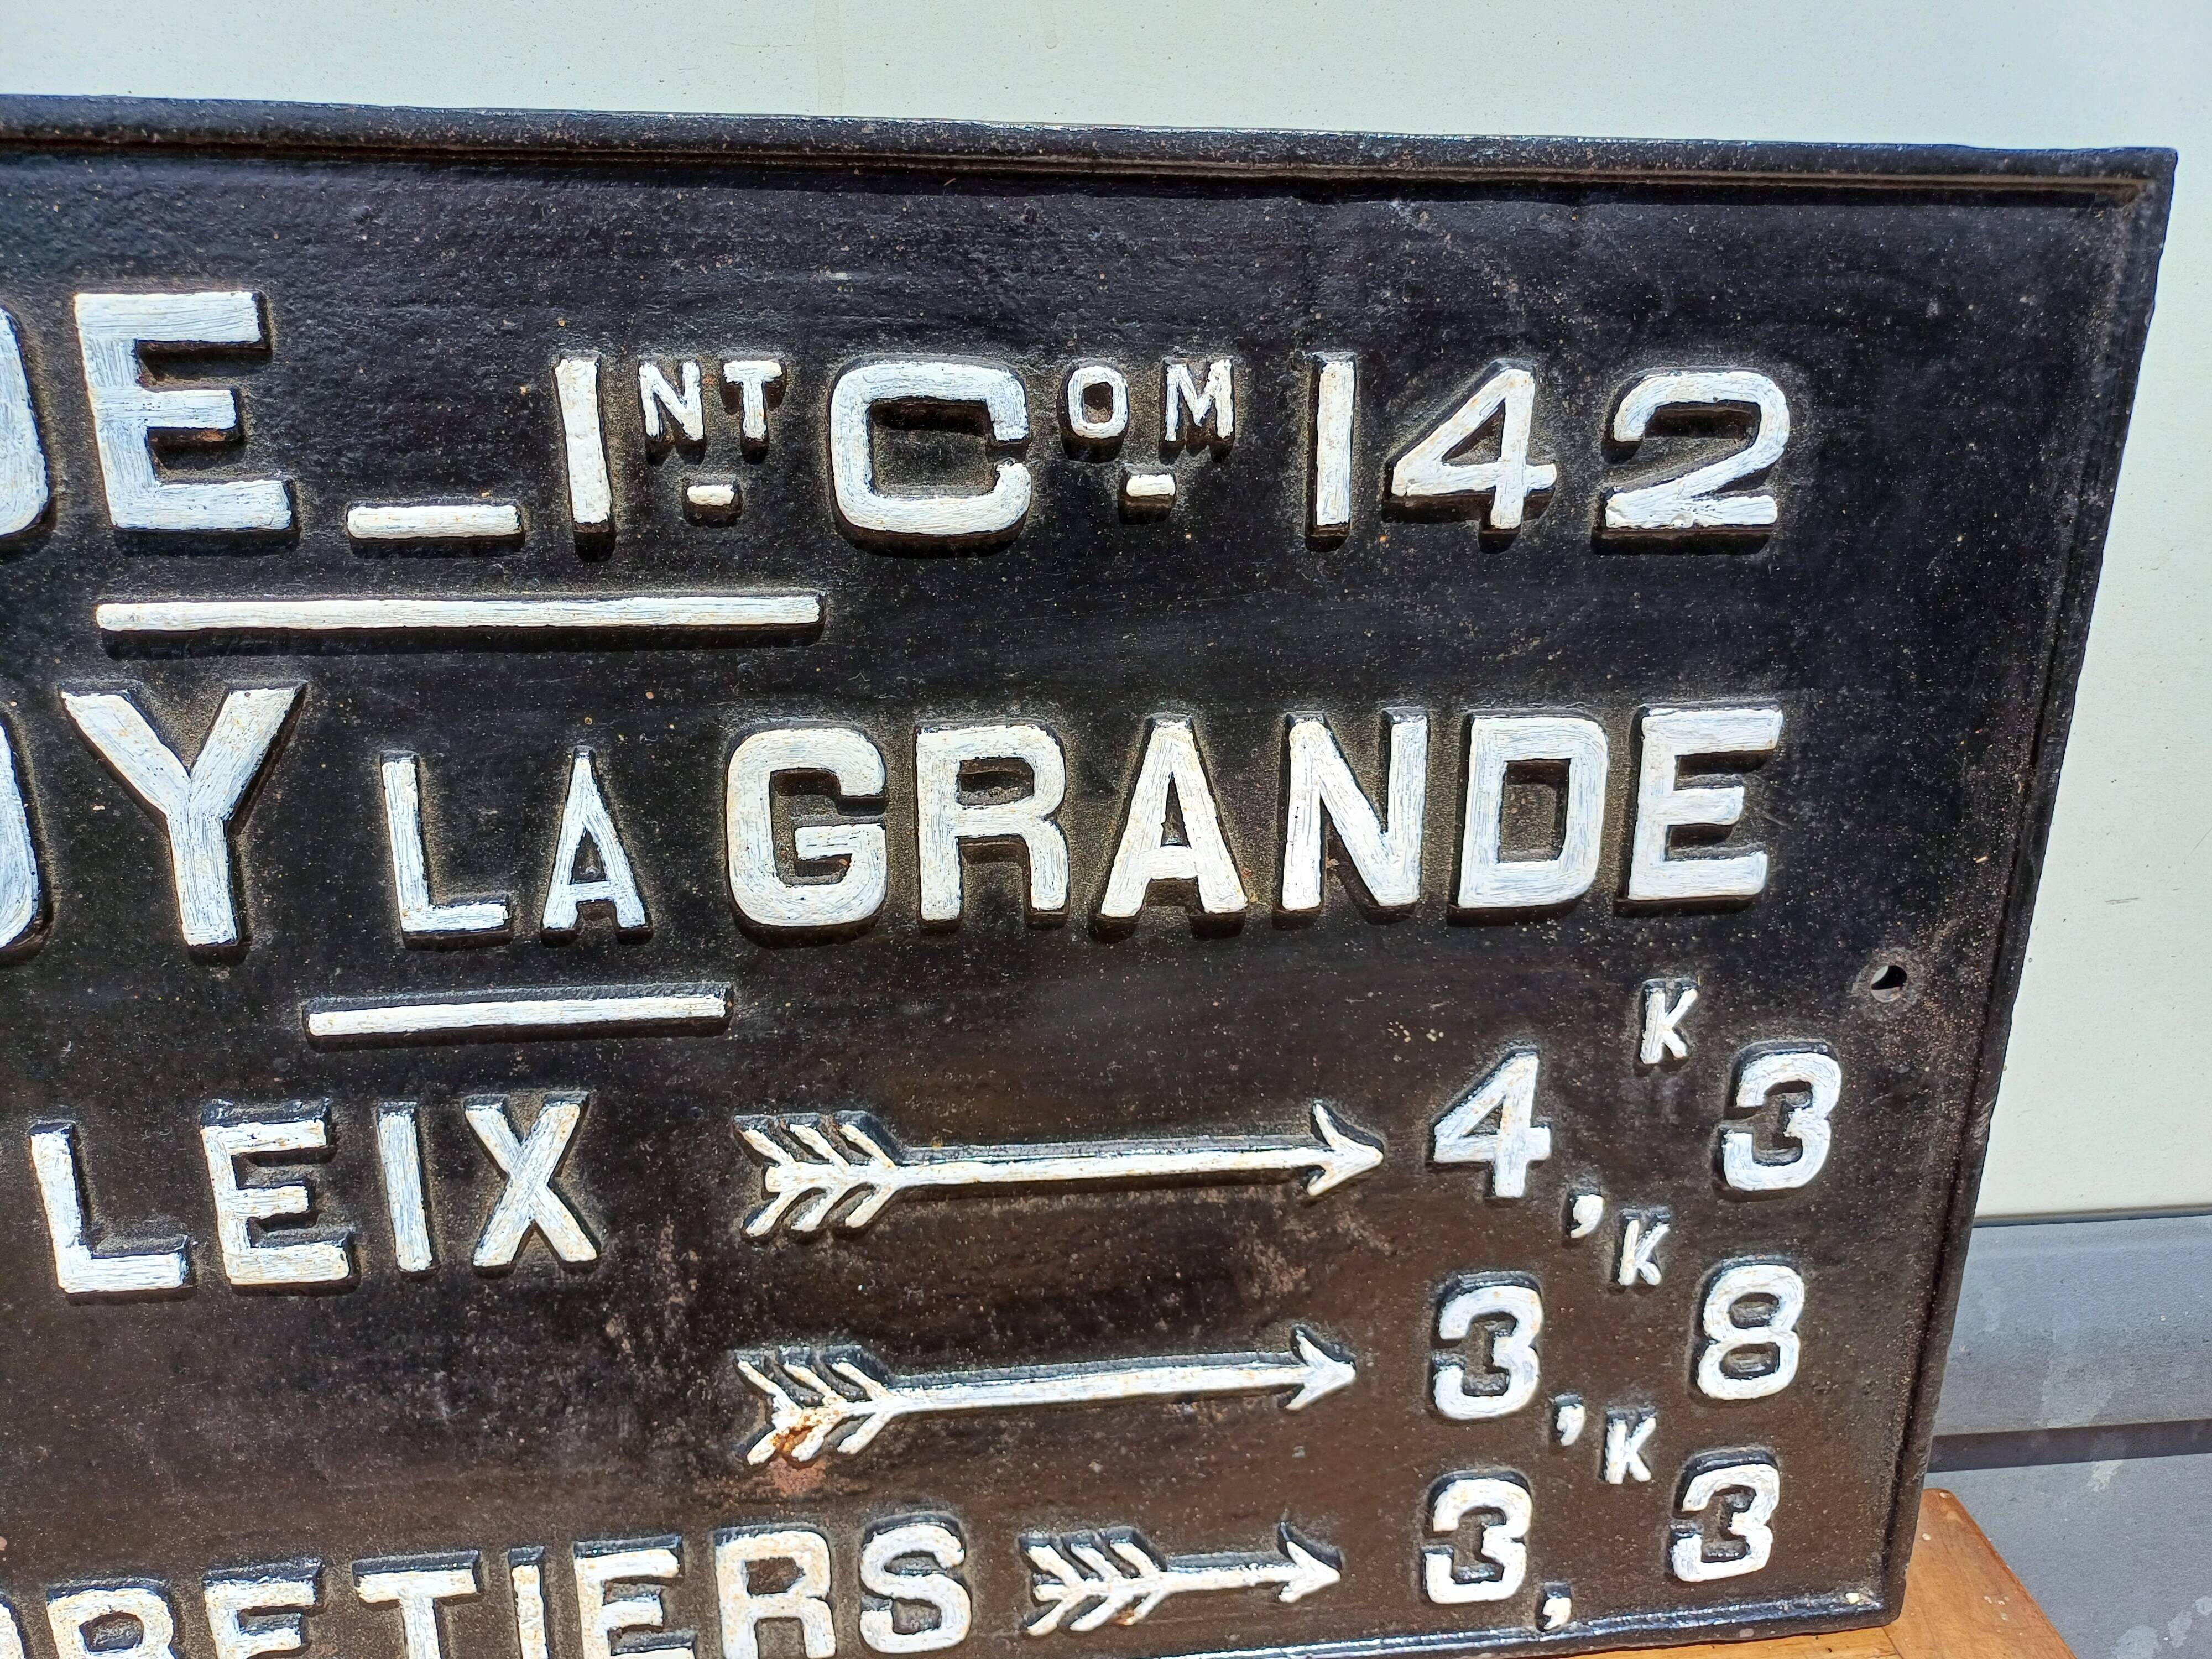 DE_INT COM 142
Y LA GRANDE
LEIX 4,K3
3,K8
RETIERS 3,K3